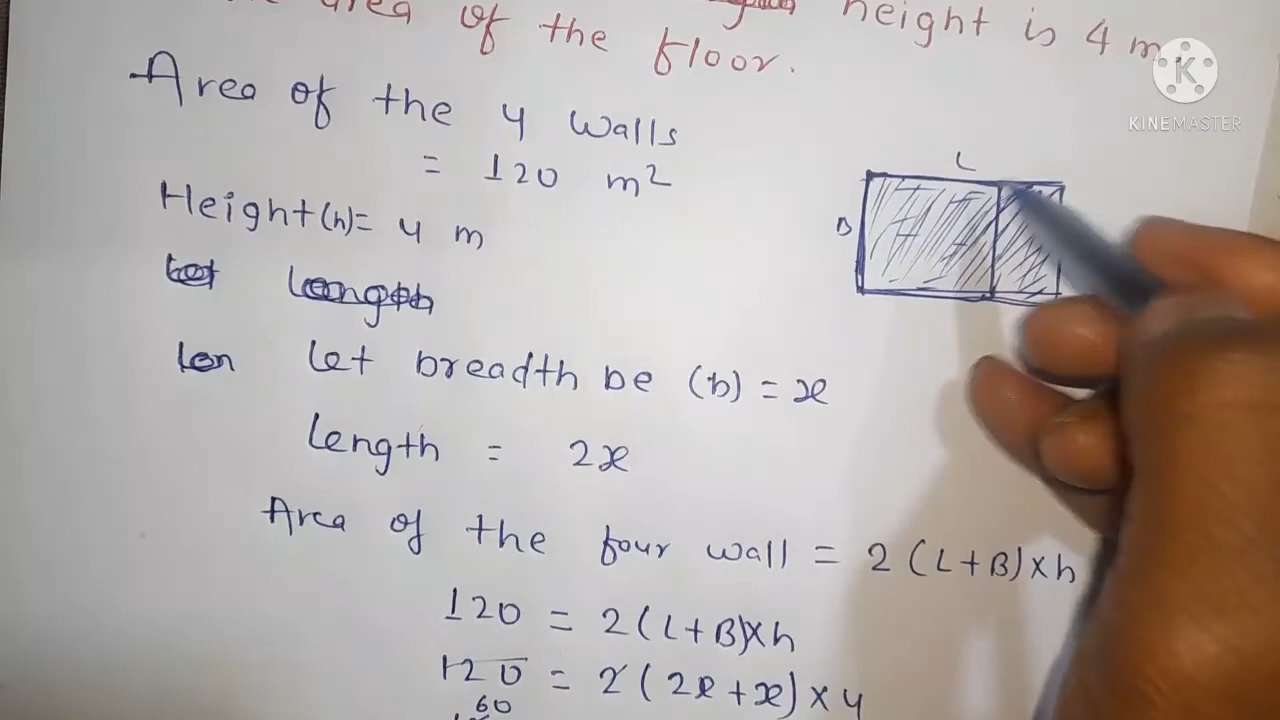 area of the floor. height is 4 m.
KINEMASTER
Area of the 4 Walls
= 120 m²
Height(h)= 4 m
L
B
Let breadth be (b) = x
Length = 2x
Area of the four wall = 2(L+B)×h
120 = 2(L+B)×h
120 = 2(2x+x)×4
60